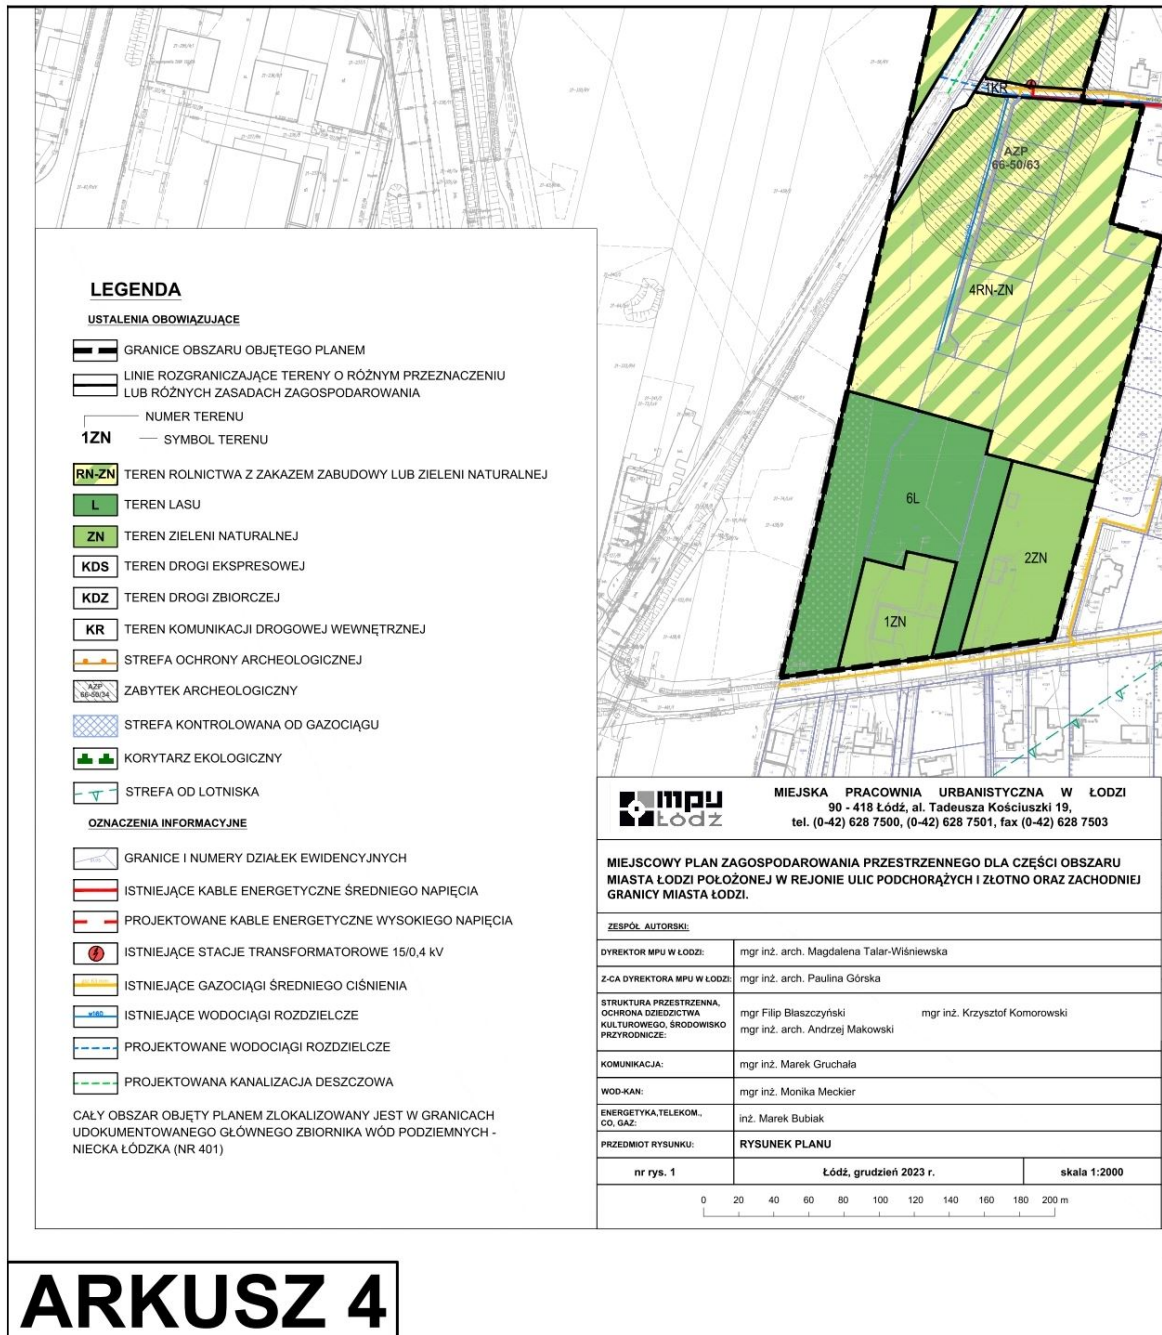 1KR
AZP
66-50/63
4RN-ZN
6L
2ZN
1ZN
LEGENDA
USTALENIA OBOWIĄZUJĄCE
GRANICE OBSZARU OBJĘTEGO PLANEM
LINIE ROZGRANICZAJĄCE TERENY O RÓŻNYM PRZEZNACZENIU
LUB RÓŻNYCH ZASADACH ZAGOSPODAROWANIA
NUMER TERENU
1ZN SYMBOL TERENU
RN-ZN TEREN ROLNICTWA Z ZAKAZEM ZABUDOWY LUB ZIELENI NATURALNEJ
L TEREN LASU
ZN TEREN ZIELENI NATURALNEJ
KDS TEREN DROGI EKSPRESOWEJ
KDZ TEREN DROGI ZBIORCZEJ
KR TEREN KOMUNIKACJI DROGOWEJ WEWNĘTRZNEJ
STREFA OCHRONY ARCHEOLOGICZNEJ
AZP
66-50/34
ZABYTEK ARCHEOLOGICZNY
STREFA KONTROLOWANA OD GAZOCIĄGU
KORYTARZ EKOLOGICZNY
STREFA OD LOTNISKA
OZNACZENIA INFORMACYJNE
GRANICE I NUMERY DZIAŁEK EWIDENCYJNYCH
ISTNIEJĄCE KABLE ENERGETYCZNE ŚREDNIEGO NAPIĘCIA
PROJEKTOWANE KABLE ENERGETYCZNE WYSOKIEGO NAPIĘCIA
ISTNIEJĄCE STACJE TRANSFORMATOROWE 15/0,4 kV
ISTNIEJĄCE GAZOCIĄGI ŚREDNIEGO CIŚNIENIA
ISTNIEJĄCE WODOCIĄGI ROZDZIELCZE
PROJEKTOWANE WODOCIĄGI ROZDZIELCZE
PROJEKTOWANA KANALIZACJA DESZCZOWA
CAŁY OBSZAR OBJĘTY PLANEM ZLOKALIZOWANY JEST W GRANICACH
UDOKUMENTOWANEGO GŁÓWNEGO ZBIORNIKA WÓD PODZIEMNYCH -
NIECKA ŁÓDZKA (NR 401)
mpu
Łódź
MIEJSKA PRACOWNIA URBANISTYCZNA W ŁODZI
90 - 418 Łódź, al. Tadeusza Kościuszki 19,
tel. (0-42) 628 7500, (0-42) 628 7501, fax (0-42) 628 7503
MIEJSCOWY PLAN ZAGOSPODAROWANIA PRZESTRZENNEGO DLA CZĘŚCI OBSZARU
MIASTA ŁODZI POŁOŻONEJ W REJONIE ULIC PODCHORĄŻYCH I ZŁOTNO ORAZ ZACHODNIEJ
GRANICY MIASTA ŁODZI.
ZESPÓŁ AUTORSKI:
DYREKTOR MPU W ŁODZI: mgr inż. arch. Magdalena Talar-Wiśniewska
Z-CA DYREKTORA MPU W ŁODZI: mgr inż. arch. Paulina Górska
STRUKTURA PRZESTRZENNA,
OCHRONA DZIEDZICTWA
KULTUROWEGO, ŚRODOWISKO
PRZYRODNICZE:
mgr Filip Błaszczyński mgr inż. Krzysztof Komorowski
mgr inż. arch. Andrzej Makowski
KOMUNIKACJA: mgr inż. Marek Gruchała
WOD-KAN: mgr inż. Monika Meckier
ENERGETYKA,TELEKOM.,
CO, GAZ:
inż. Marek Bubiak
PRZEDMIOT RYSUNKU: RYSUNEK PLANU
nr rys. 1 Łódź, grudzień 2023 r. skala 1:2000
0 20 40 60 80 100 120 140 160 180 200 m
ARKUSZ 4